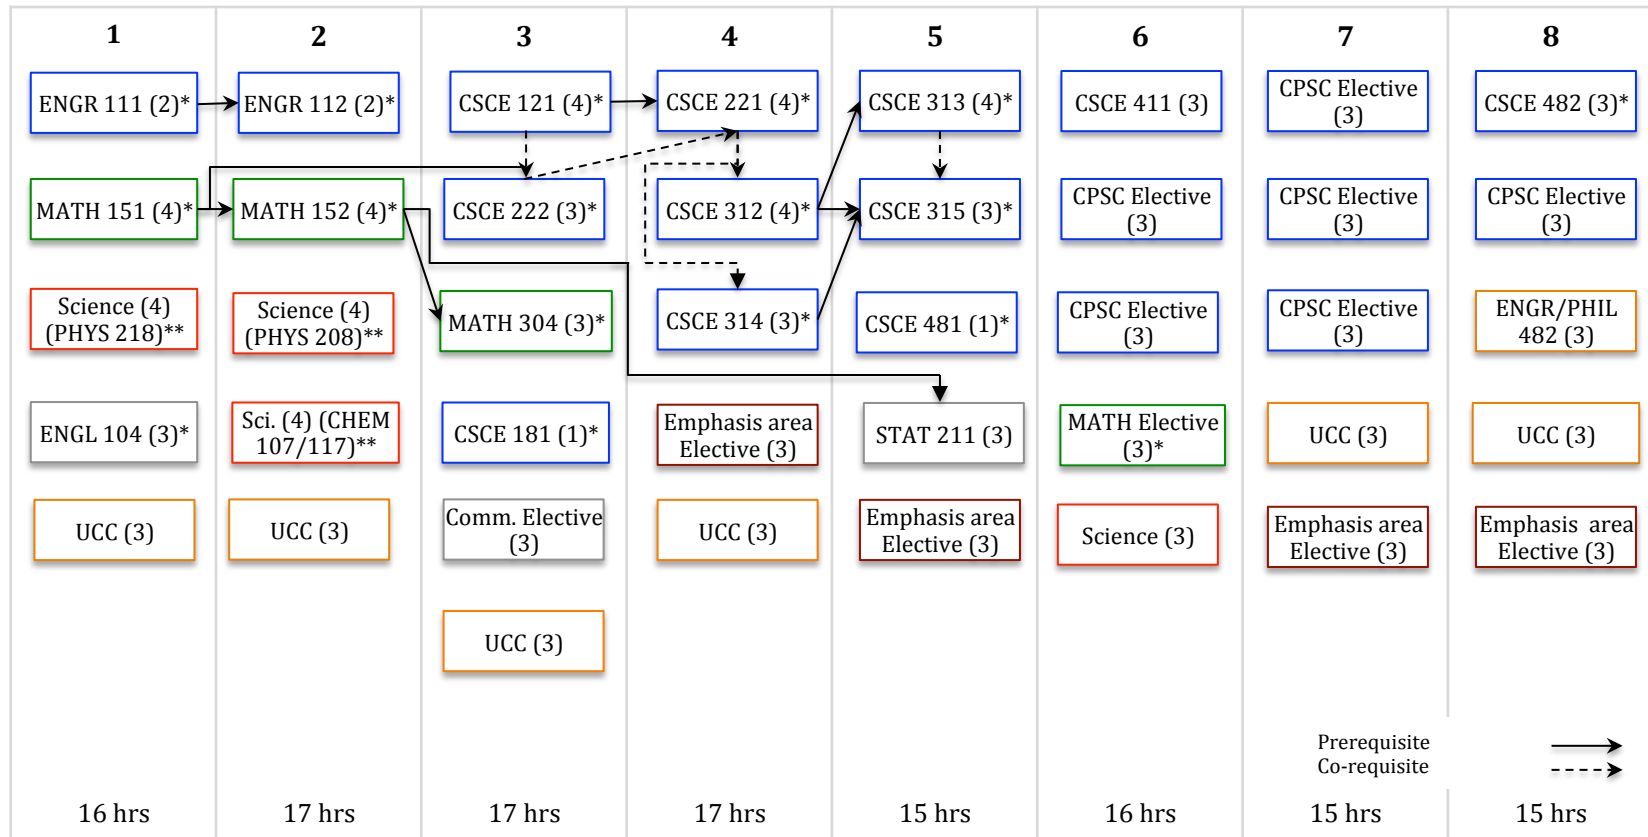 1
2
3
4
5
6
7
8
ENGR 111 (2)*
ENGR 112 (2)*
CSCE 121 (4)*
CSCE 221 (4)*
CSCE 313 (4)*
CSCE 411 (3)
CPSC Elective
(3)
CSCE 482 (3)*
MATH 151 (4)*
MATH 152 (4)*
CSCE 222 (3)*
CSCE 312 (4)*
CSCE 315 (3)*
CPSC Elective
(3)
CPSC Elective
(3)
CPSC Elective
(3)
Science (4)
(PHYS 218)**
Science (4)
(PHYS 208)**
MATH 304 (3)*
CSCE 314 (3)*
CSCE 481 (1)*
CPSC Elective
(3)
CPSC Elective
(3)
ENGR/PHIL
482 (3)
ENGL 104 (3)*
Sci. (4) (CHEM
107/117)**
CSCE 181 (1)*
Emphasis area
Elective (3)
STAT 211 (3)
MATH Elective
(3)*
UCC (3)
UCC (3)
UCC (3)
UCC (3)
Comm. Elective
(3)
UCC (3)
Emphasis area
Elective (3)
Science (3)
Emphasis area
Elective (3)
Emphasis area
Elective (3)
UCC (3)
Prerequisite
Co-requisite
16 hrs
17 hrs
17 hrs
17 hrs
15 hrs
16 hrs
15 hrs
15 hrs